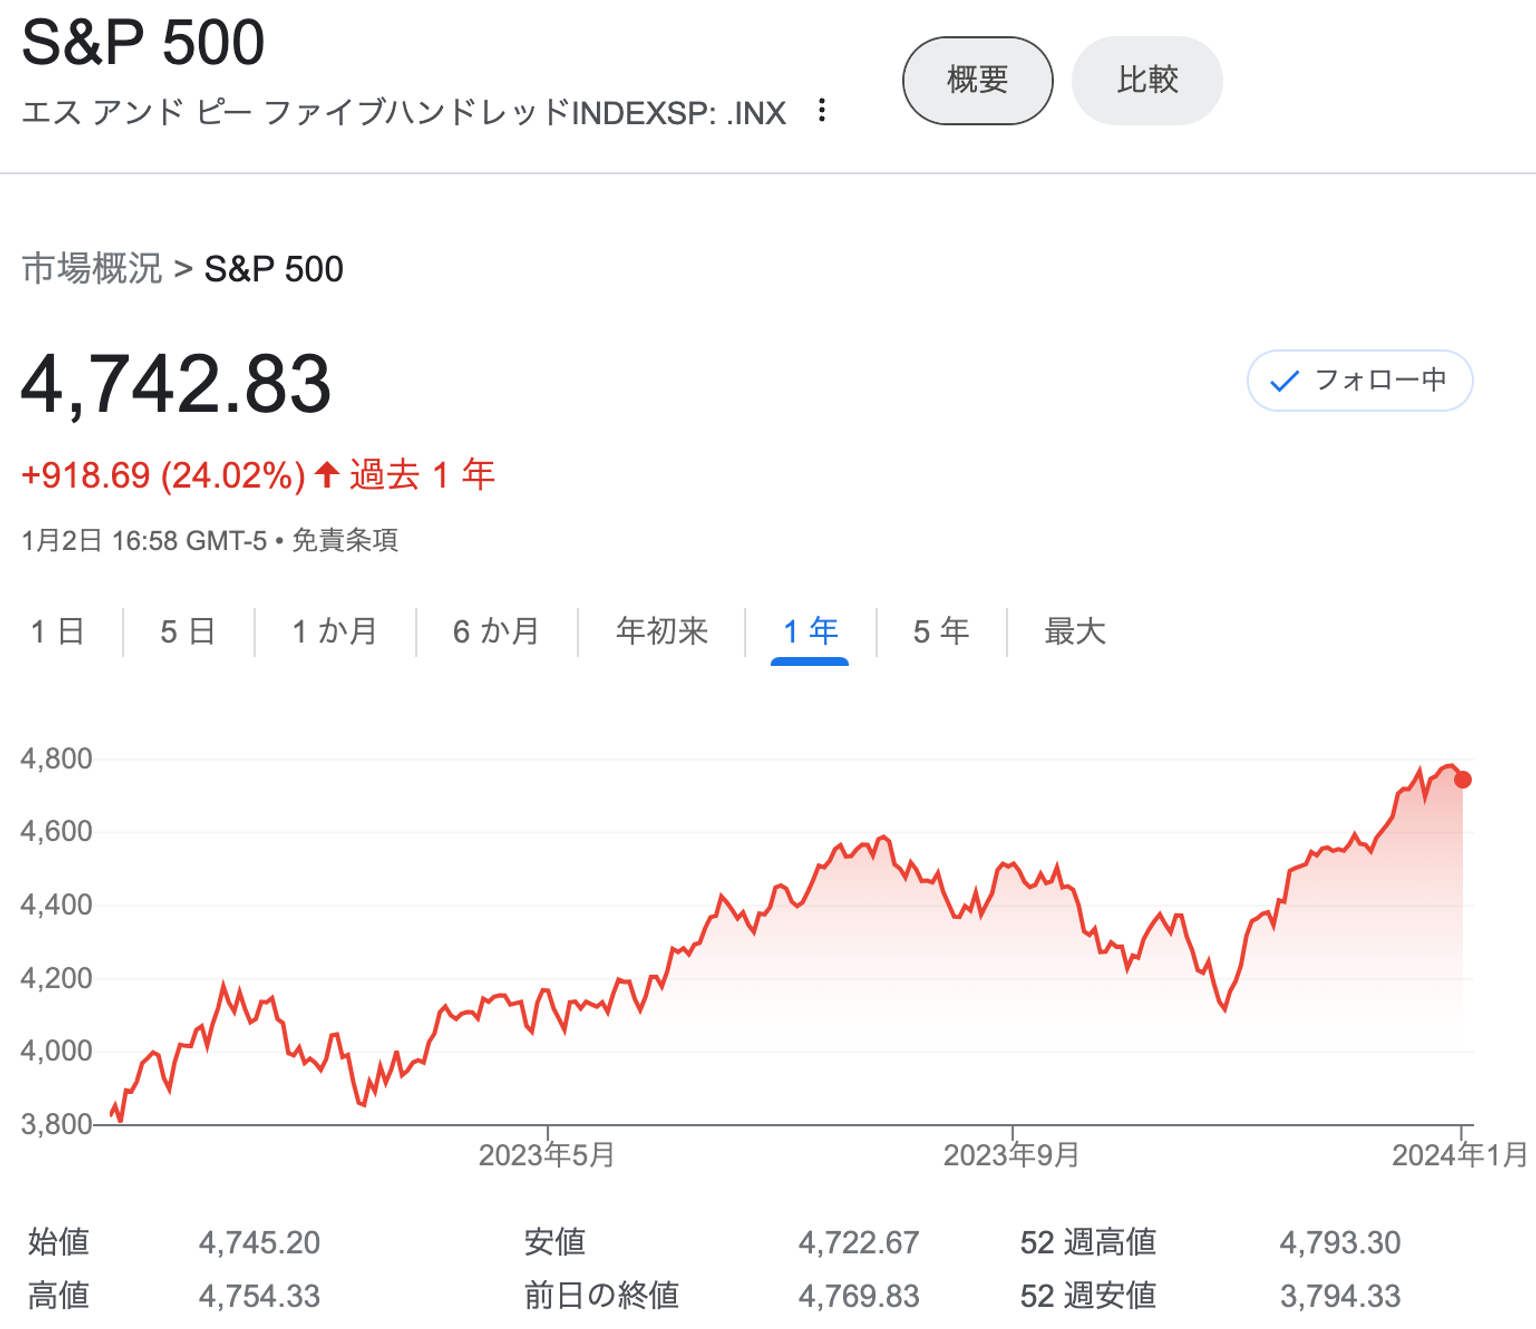 S&P 500
エス アンド ピー ファイブハンドレッドINDEXSP: .INX
概要
比較
市場概況 > S&P 500
4,742.83
フォロー中
+918.69 (24.02%) 過去 1 年
1月2日 16:58 GMT-5 • 免責条項
1 日
5 日
1 か月
6 か月
年初来
1 年
5 年
最大
4,800
4,600
4,400
4,200
4,000
3,800
2023年5月
2023年9月
2024年1月
始値 4,745.20 安値 4,722.67 52 週高値 4,793.30
高値 4,754.33 前日の終値 4,769.83 52 週安値 3,794.33